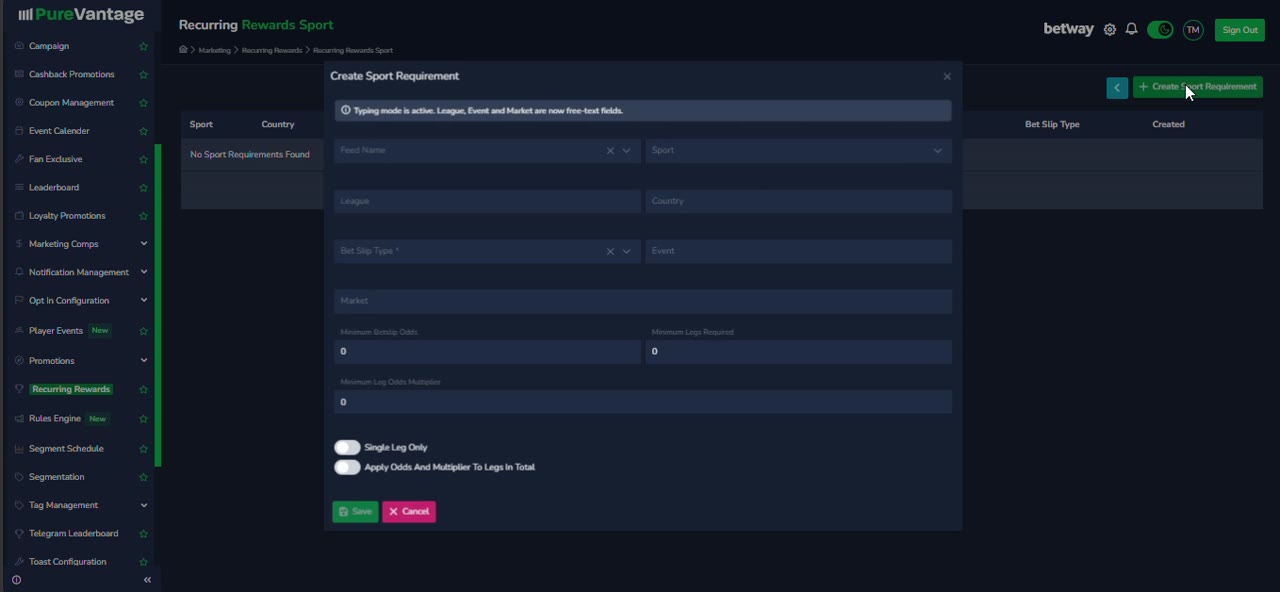 PureVantage
Campaign
Cashback Promotions
Coupon Management
Event Calender
Fan Exclusive
Leaderboard
Loyalty Promotions
Marketing Comps
Notification Management
Opt In Configuration
Player Events New
Promotions
Recurring Rewards
Rules Engine New
Segment Schedule
Segmentation
Tag Management
Telegram Leaderboard
Toast Configuration
Recurring Rewards Sport
Marketing > Recurring Rewards > Recurring Rewards Sport
betway
TM
Sign Out
+ Create Sport Requirement
Sport Country
Bet Slip Type Created
No Sport Requirements Found
Create Sport Requirement
Typing mode is active. League, Event and Market are now free-text fields.
Feed Name Sport
League Country
Bet Slip Type * Event
Market
Minimum Betslip Odds Minimum Legs Required
0 0
Minimum Leg Odds Multiplier
0
Single Leg Only
Apply Odds And Multiplier To Legs In Total
Save Cancel